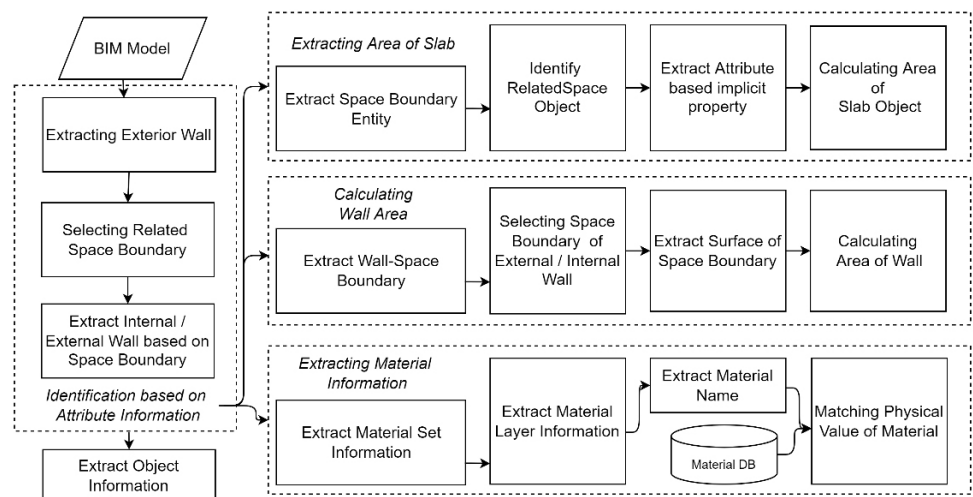 BIM Model
Extracting Exterior Wall
Selecting Related
Space Boundary
Extract Internal /
External Wall based on
Space Boundary
Identification based on
Attribute Information
Extract Object
Information
Extracting Area of Slab
Extract Space Boundary
Entity
Identify
RelatedSpace
Object
Extract Attribute
based implicit
property
Calculating Area
of
Slab Object
Calculating
Wall Area
Extract Wall-Space
Boundary
Selecting Space
Boundary of
External / Internal
Wall
Extract Surface of
Space Boundary
Calculating
Area of Wall
Extracting Material
Information
Extract Material Set
Information
Extract Material
Layer Information
Extract Material
Name
Material DB
Matching Physical
Value of Material